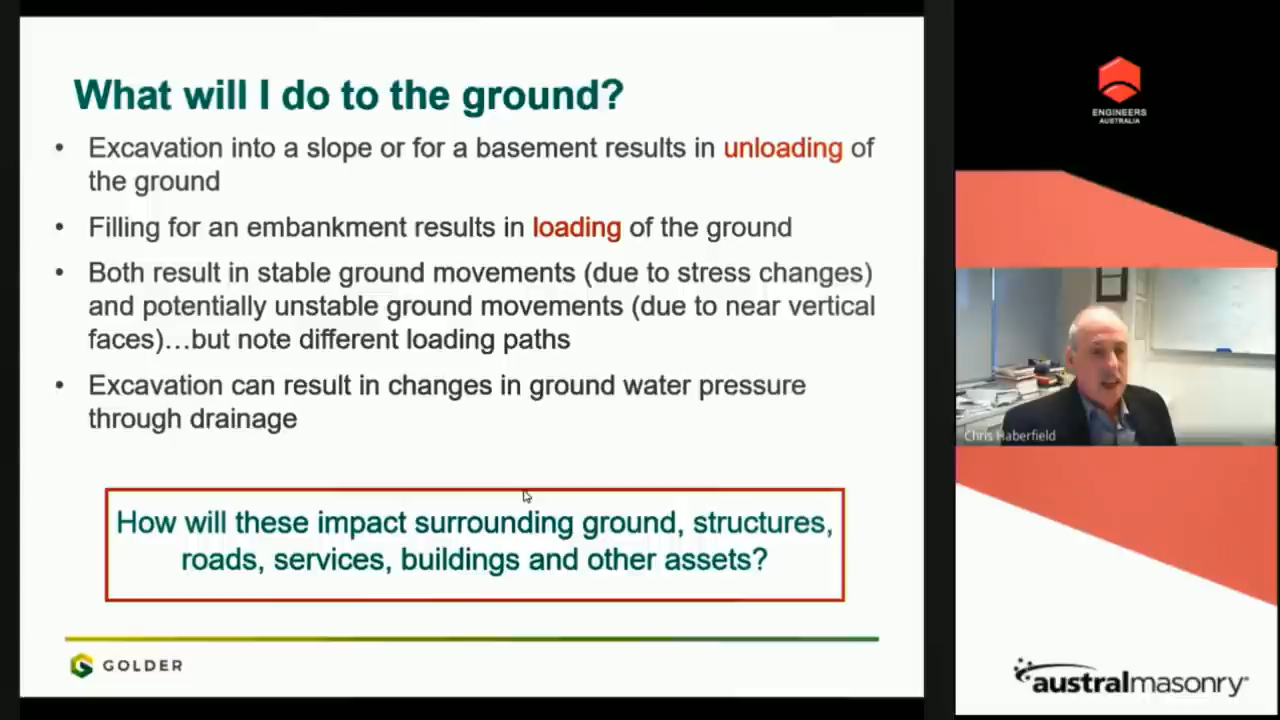 What will I do to the ground?
• Excavation into a slope or for a basement results in unloading of
the ground
• Filling for an embankment results in loading of the ground
• Both result in stable ground movements (due to stress changes)
and potentially unstable ground movements (due to near vertical
faces)…but note different loading paths
• Excavation can result in changes in ground water pressure
through drainage
How will these impact surrounding ground, structures,
roads, services, buildings and other assets?
GOLDER
ENGINEERS
AUSTRALIA
Chris Haberfield
australmasonry